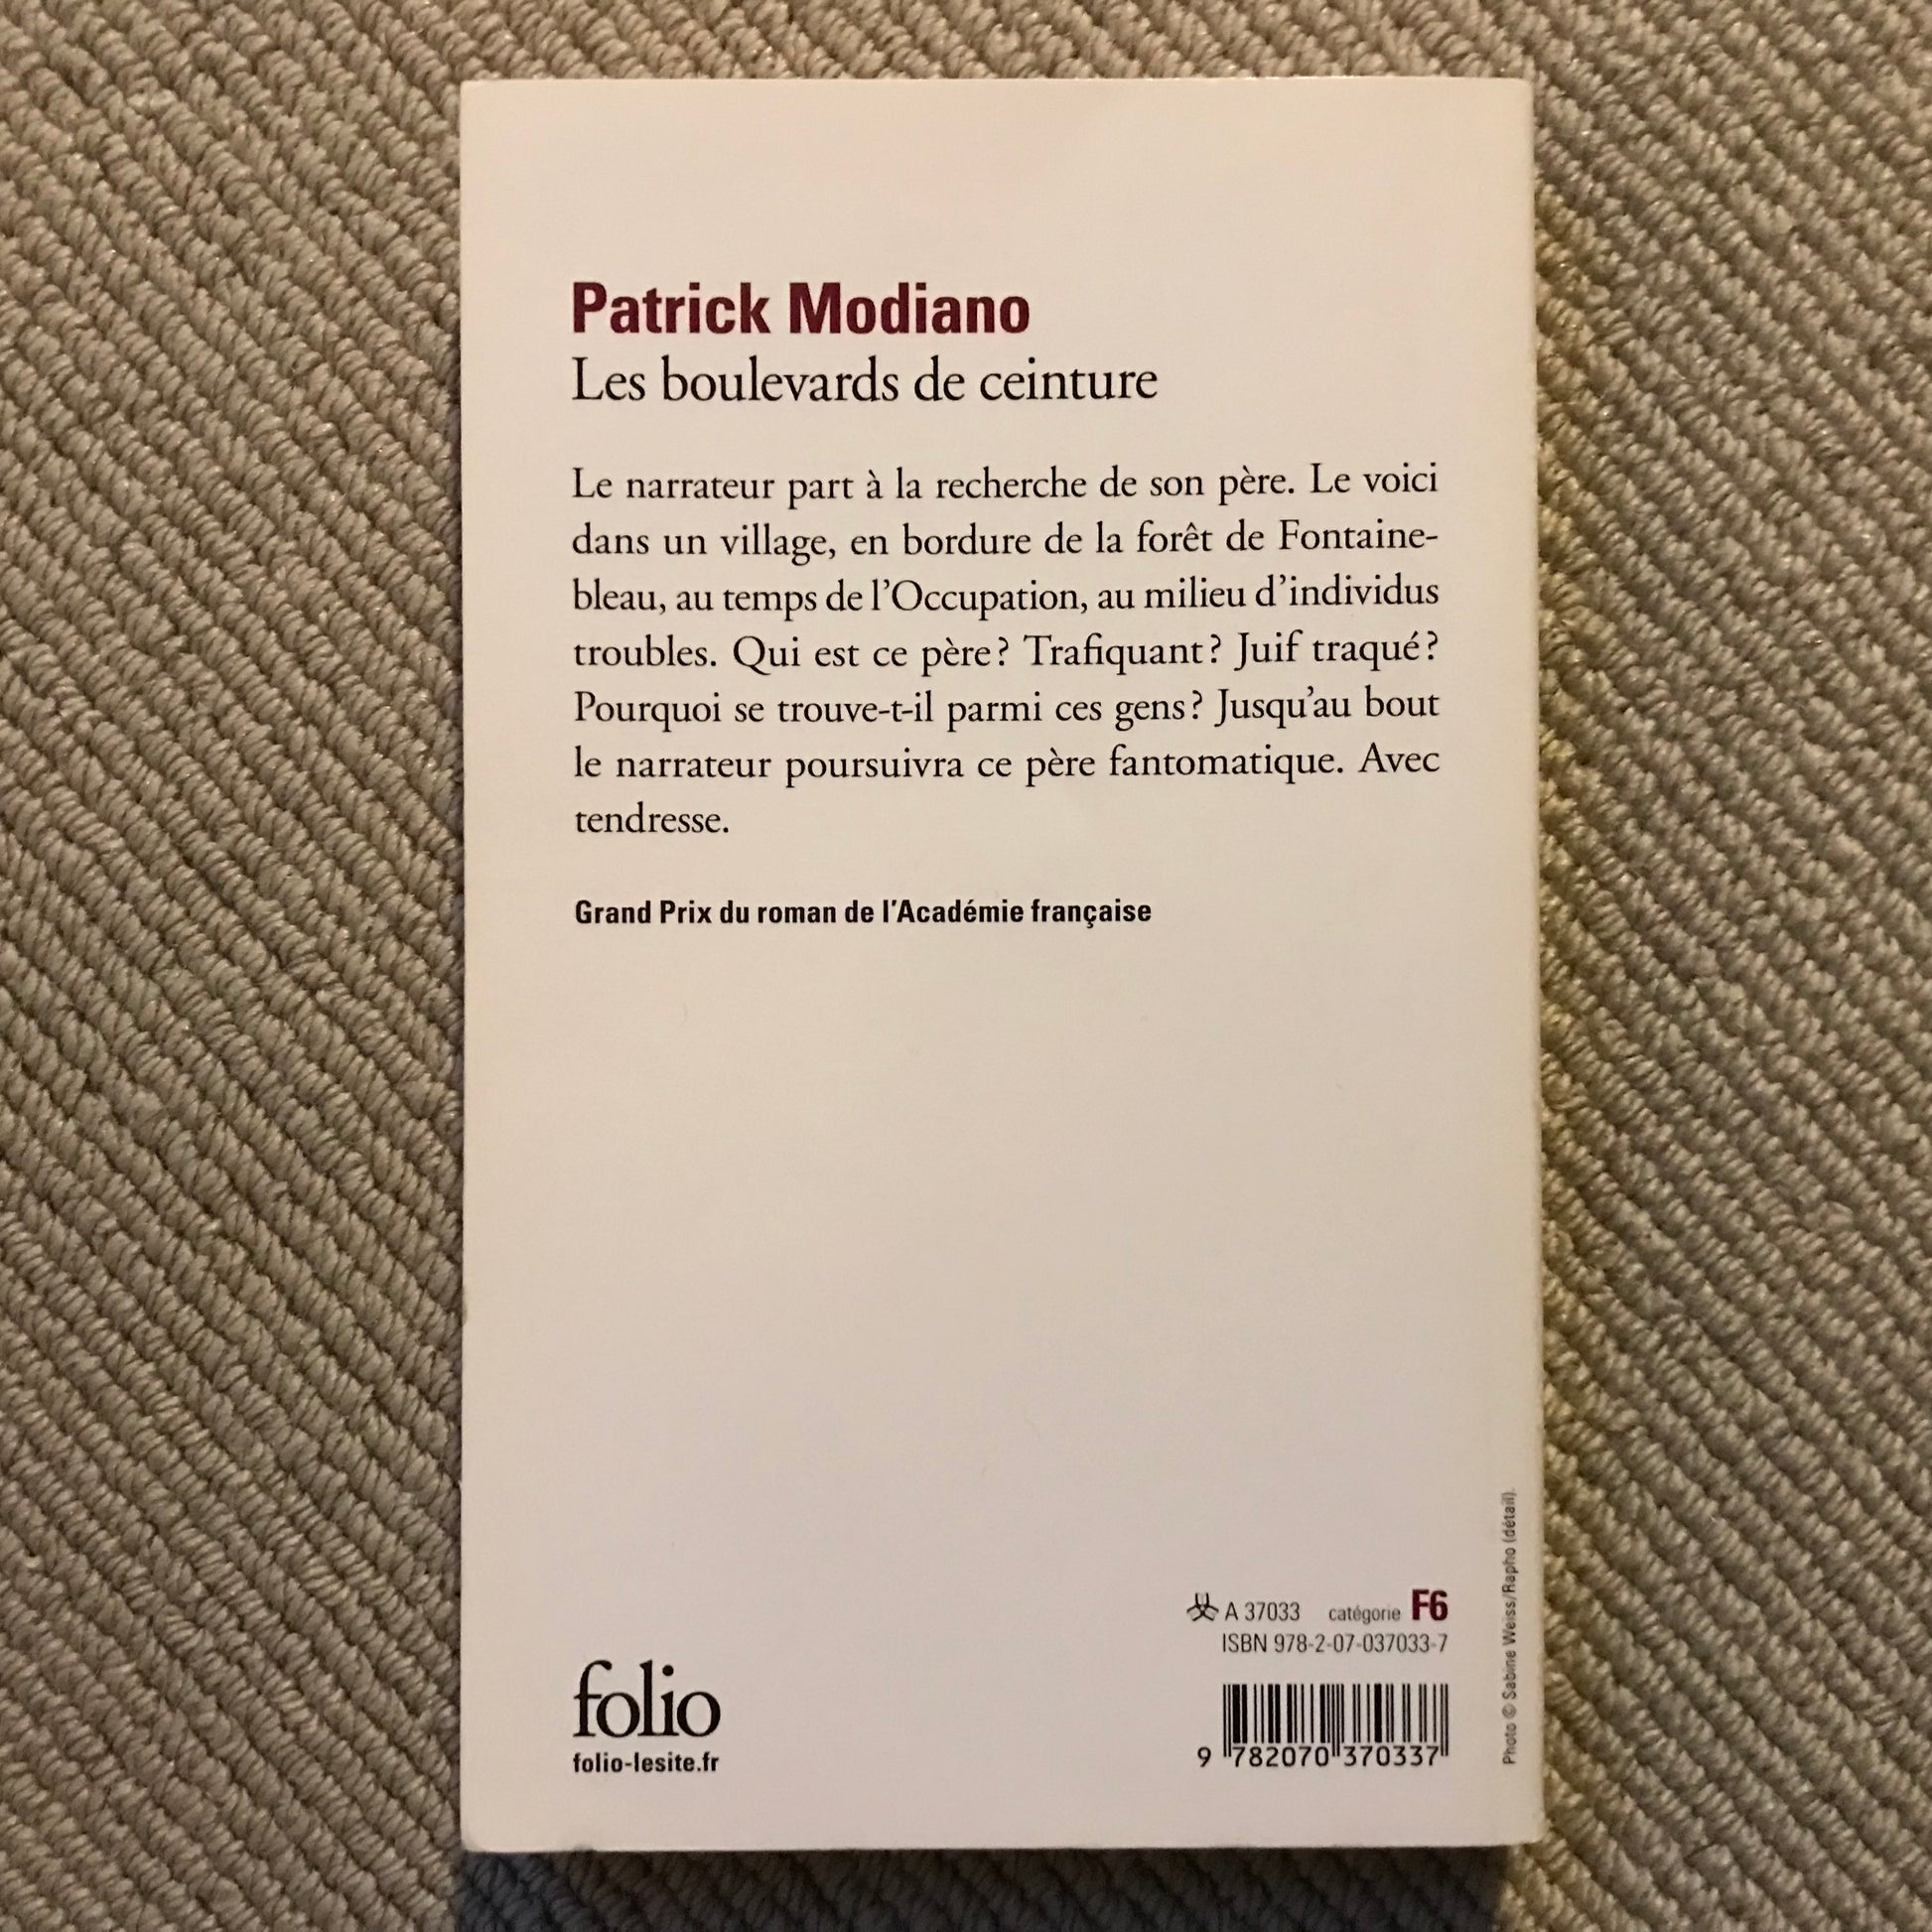 Patrick Modiano
Les boulevards de ceinture
Le narrateur part à la recherche de son père. Le voici
dans un village, en bordure de la forêt de Fontaine-
bleau, au temps de l'Occupation, au milieu d'individus
troubles. Qui est ce père ? Trafiquant ? Juif traqué ?
Pourquoi se trouve-t-il parmi ces gens ? Jusqu'au bout
le narrateur poursuivra ce père fantomatique. Avec
tendresse.
Grand Prix du roman de l'Académie française
folio
folio-lesite.fr
A 37033 catégorie F6
ISBN 978-2-07-037033-7
9 782070 370337
Photo © Sabine Weiss/Rapho (détail).